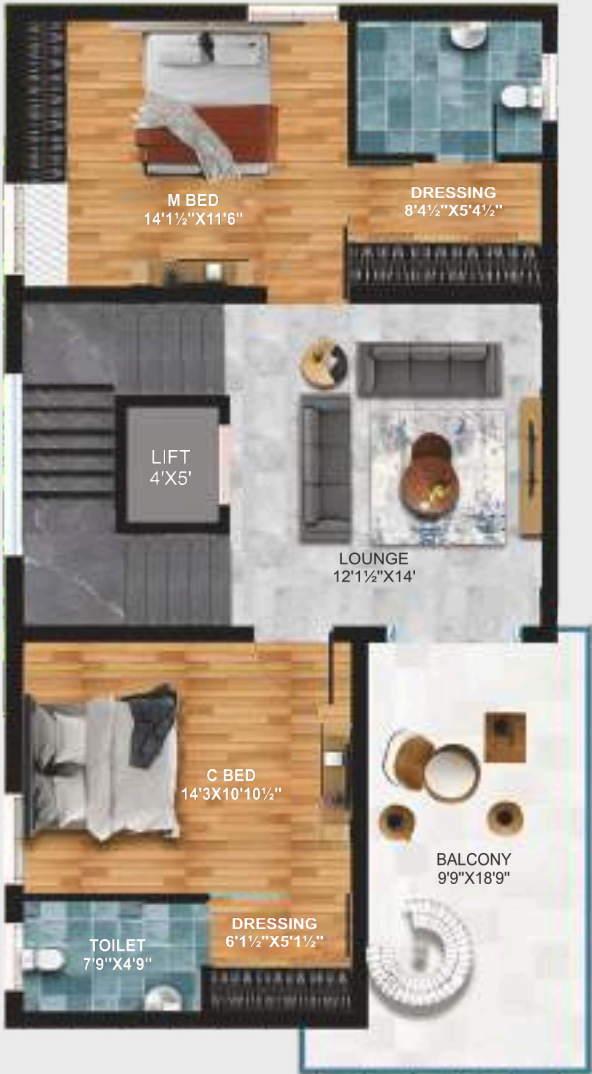 M BED
14'1½"X11'6"
DRESSING
8'4½"X5'4½"
LIFT
4'X5'
LOUNGE
12'1½"X14'
C BED
14'3X10'10½"
BALCONY
9'9"X18'9"
DRESSING
6'1½"X5'1½"
TOILET
7'9"X4'9"